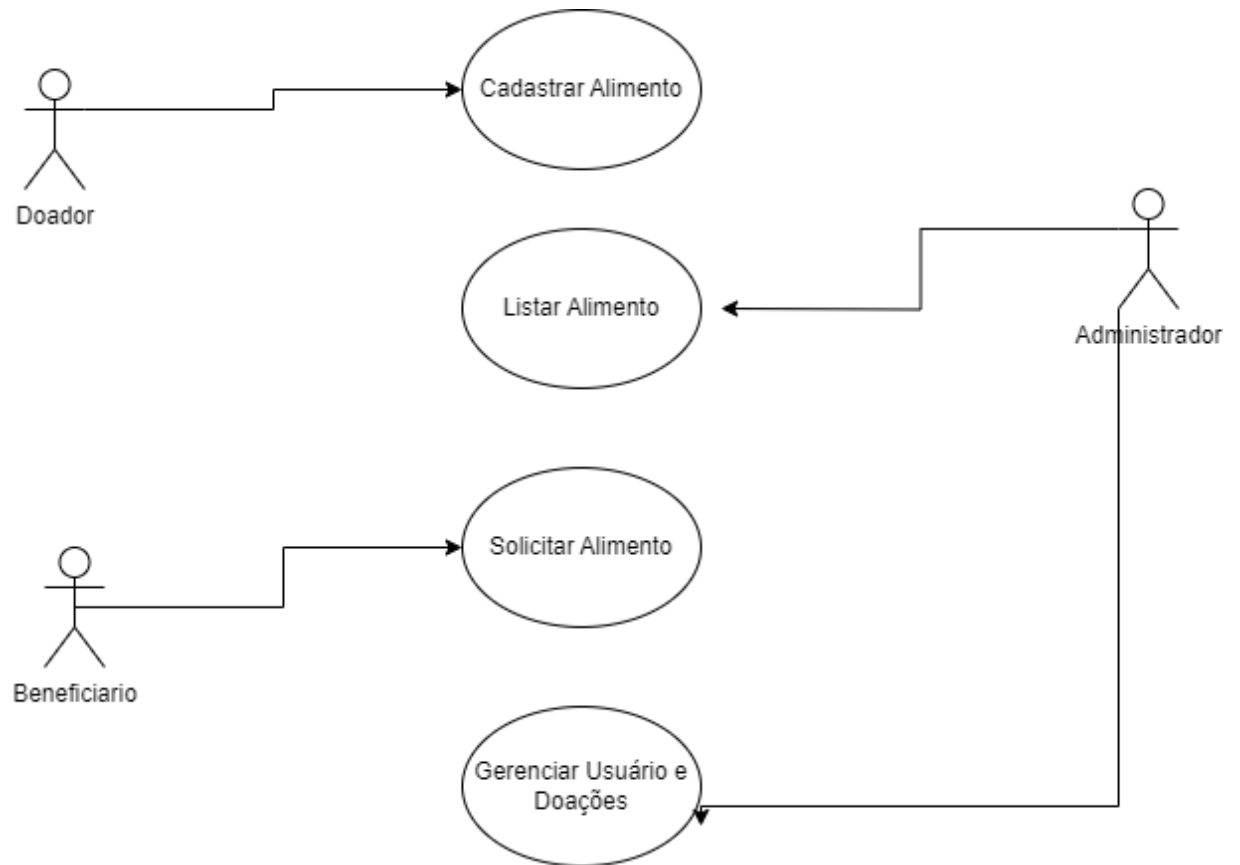 Cadastrar Alimento
Doador
Listar Alimento
Administrador
Solicitar Alimento
Beneficiario
Gerenciar Usuário e
Doações